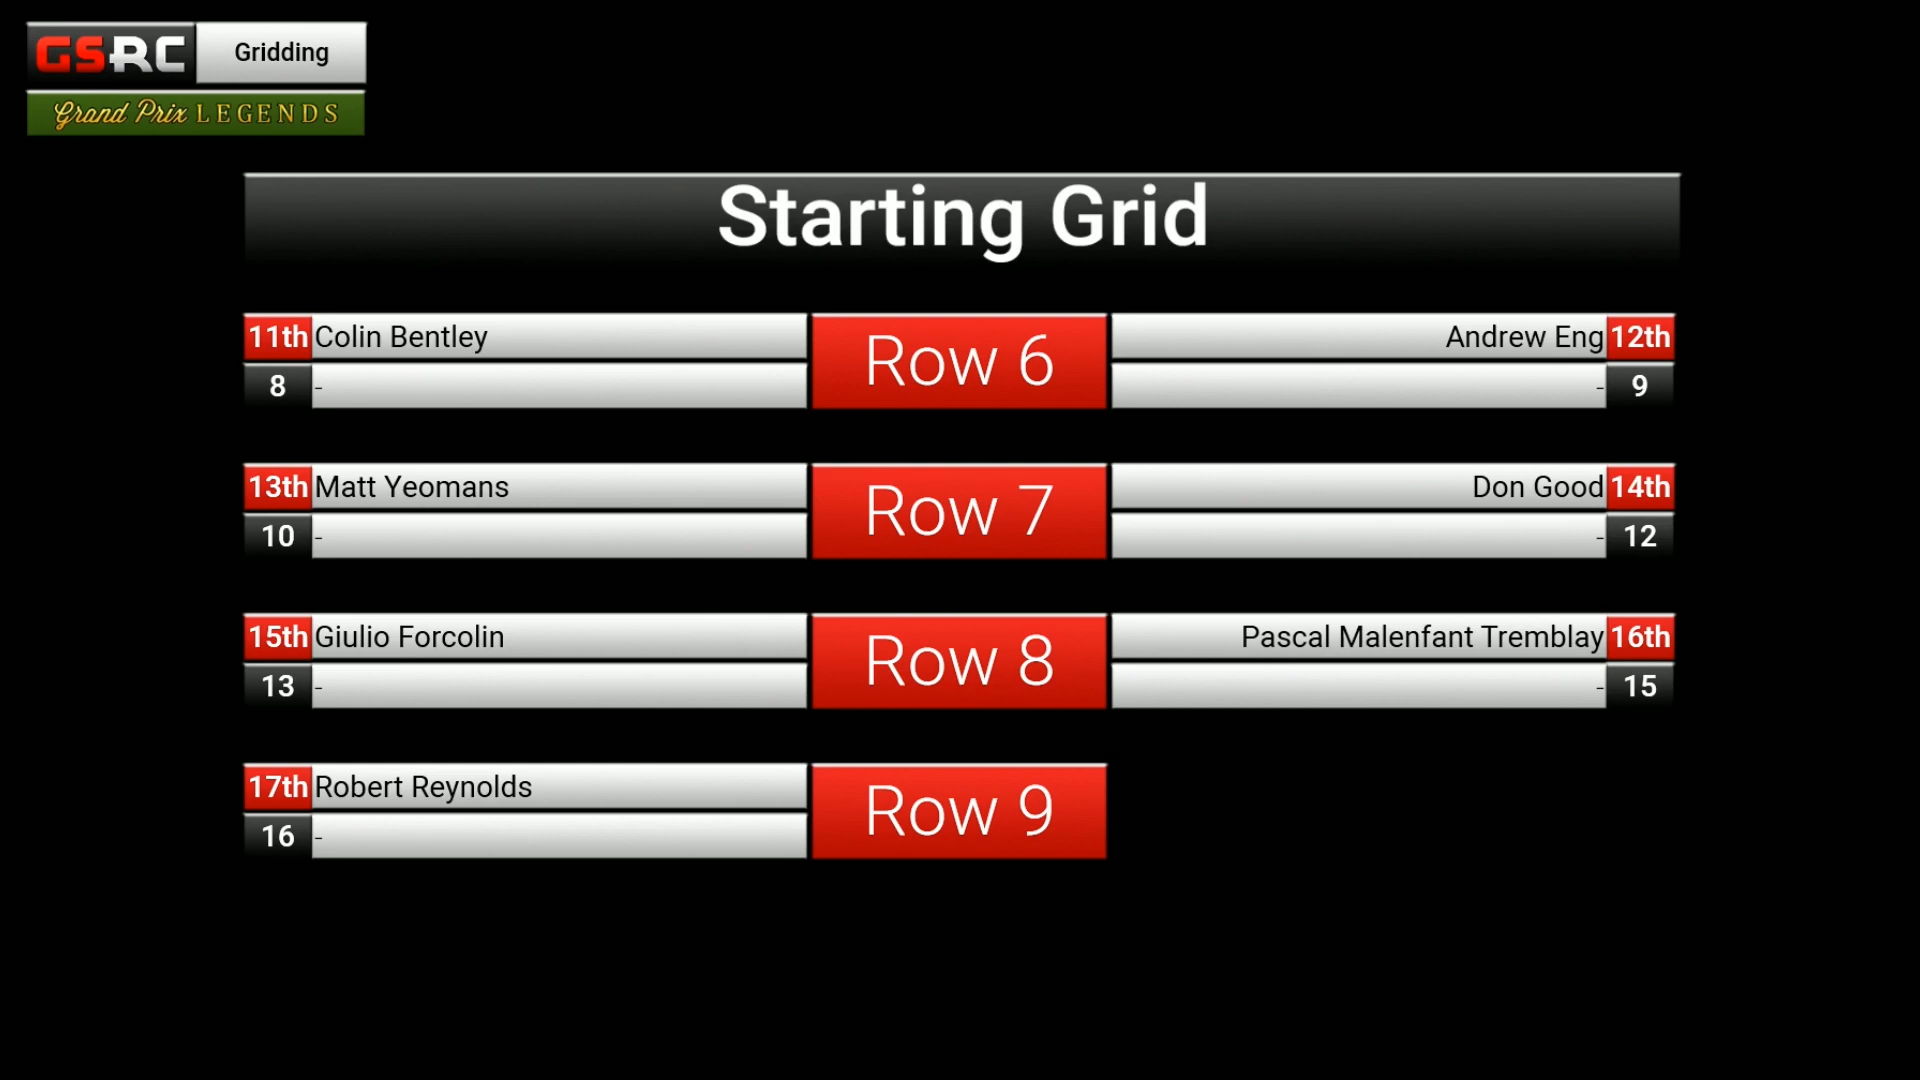 GSRC Gridding
Grand Prix LEGENDS
Starting Grid
11th Colin Bentley Row 6 Andrew Eng 12th
8 - - 9
13th Matt Yeomans Row 7 Don Good 14th
10 - - 12
15th Giulio Forcolin Row 8 Pascal Malenfant Tremblay 16th
13 - - 15
17th Robert Reynolds Row 9
16 -